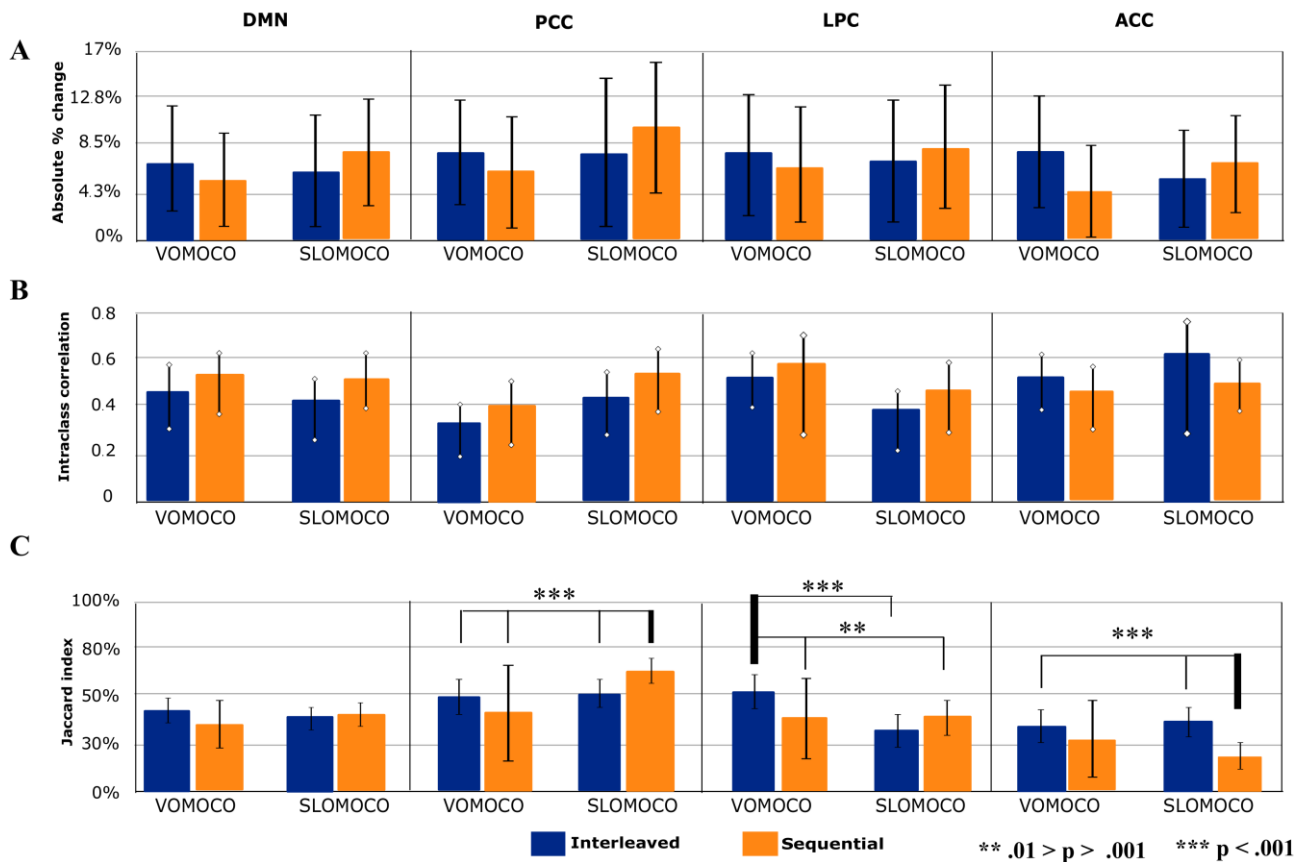 DMN PCC LPC ACC
A
Absolute % change
17%
12.8%
8.5%
4.3%
0%
VOMOCO SLOMOCO VOMOCO SLOMOCO VOMOCO SLOMOCO VOMOCO SLOMOCO
B
Intraclass correlation
0.8
0.6
0.4
0.2
0
VOMOCO SLOMOCO VOMOCO SLOMOCO VOMOCO SLOMOCO VOMOCO SLOMOCO
C
Jaccard index
100%
80%
50%
30%
0%
*** *** ** ***
VOMOCO SLOMOCO VOMOCO SLOMOCO VOMOCO SLOMOCO VOMOCO SLOMOCO
Interleaved Sequential ** .01 > p > .001 *** p < .001